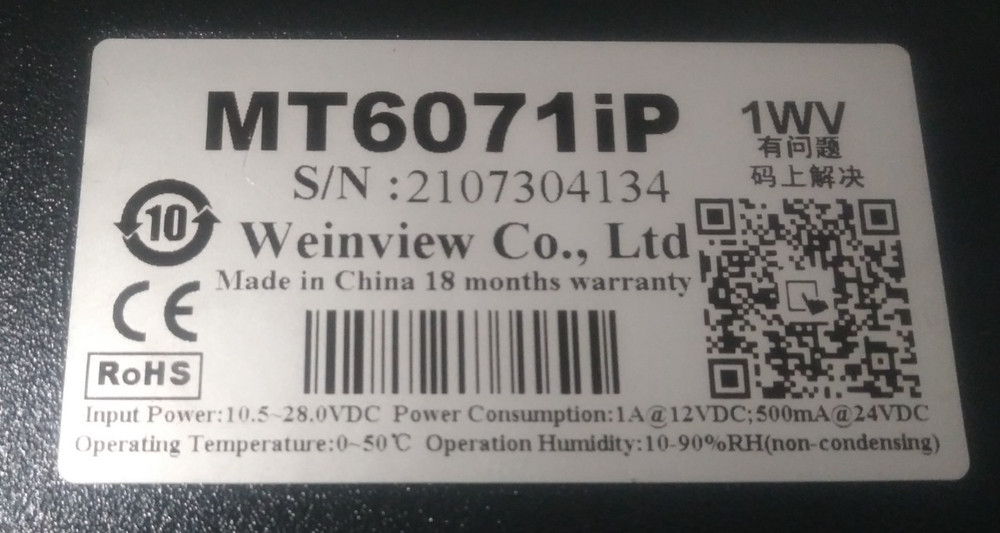 MT6071iP
1WV
有问题
码上解决
S/N :2107304134
10
Weinview Co., Ltd
Made in China 18 months warranty
CE
RoHS
Input Power:10.5~28.0VDC Power Consumption:1A@12VDC;500mA@24VDC
Operating Temperature:0~50℃ Operation Humidity:10-90%RH(non-condensing)